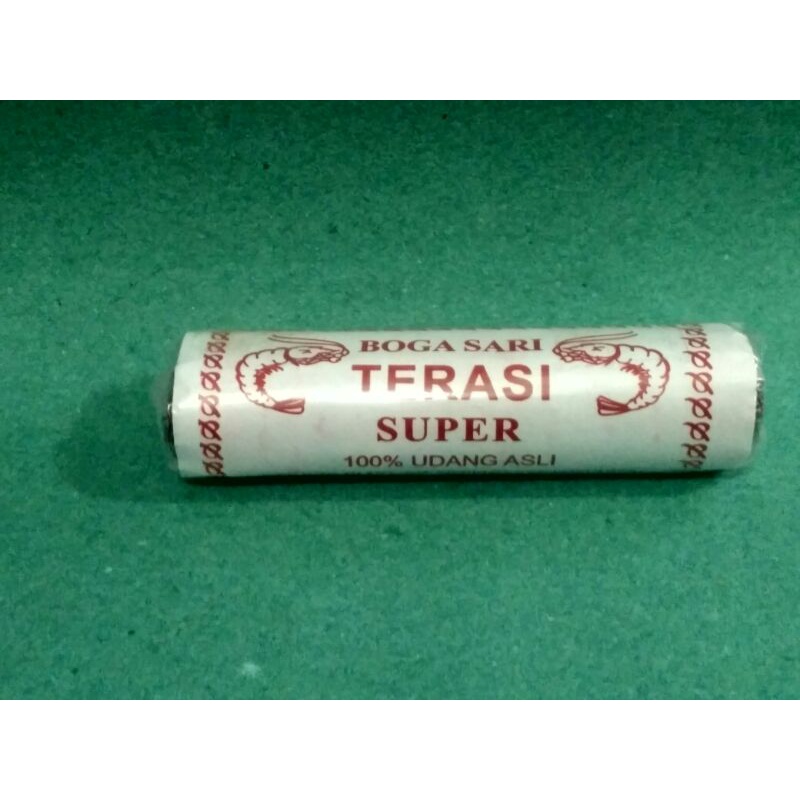 BOGA SARI
TERASI
SUPER
100% UDANG ASLI